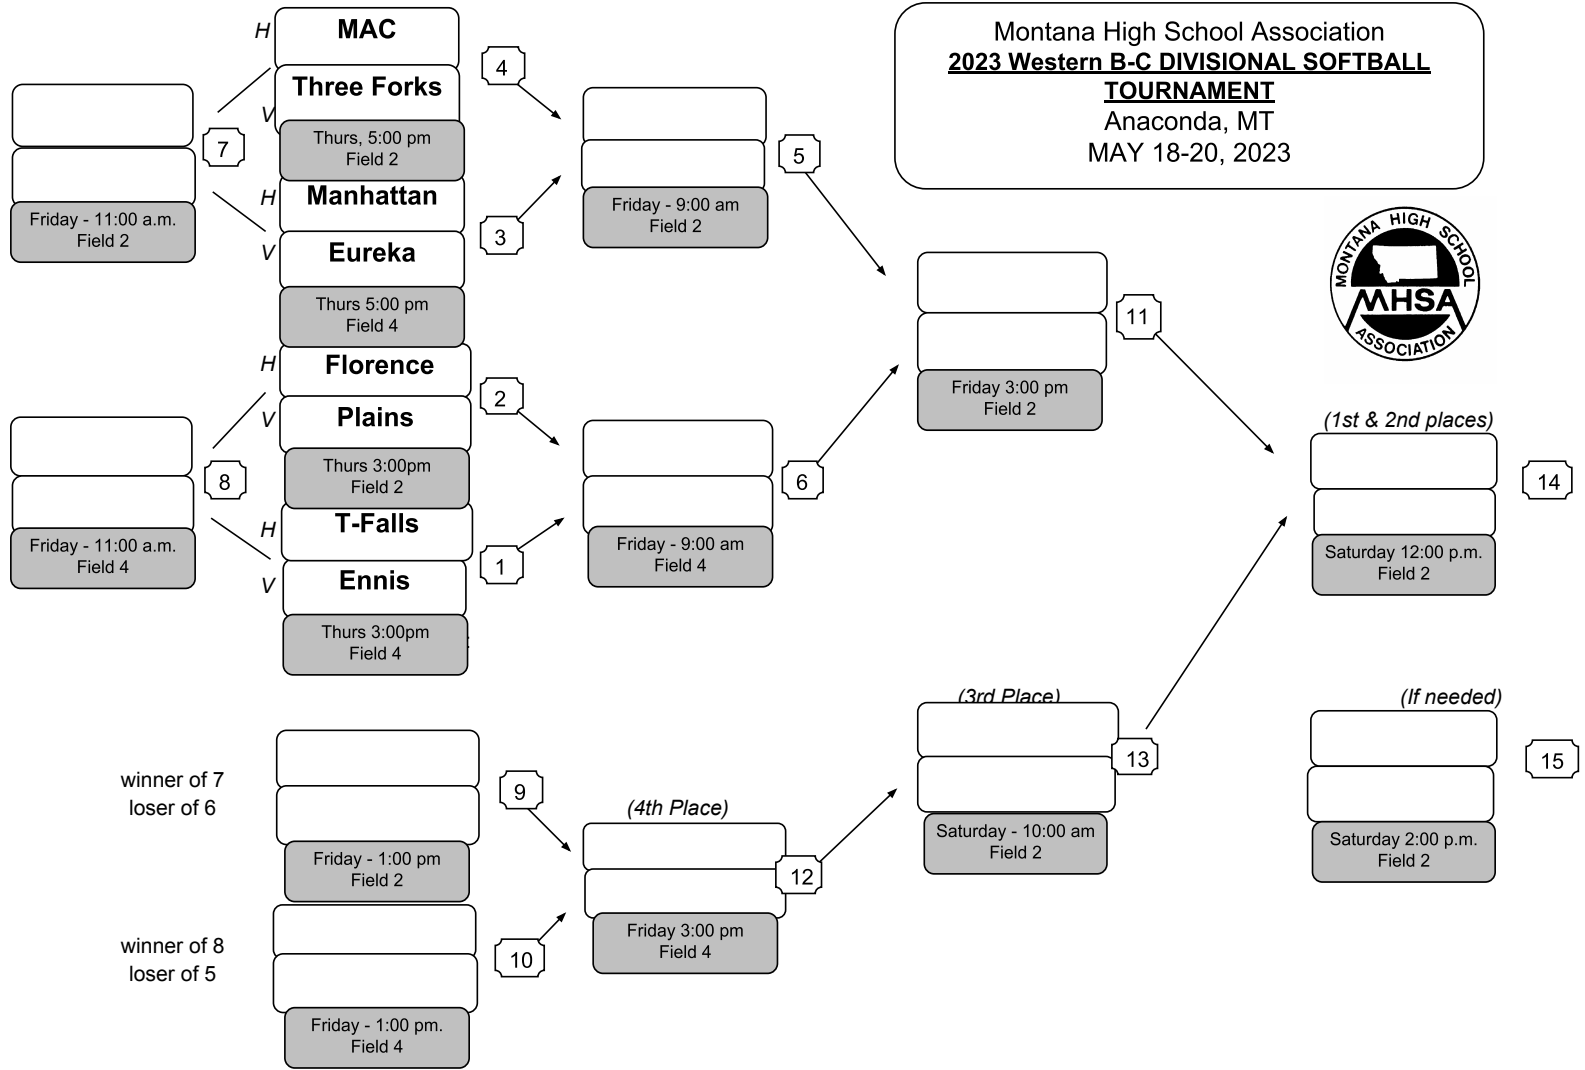 Montana High School Association
2023 Western B-C DIVISIONAL SOFTBALL
TOURNAMENT
Anaconda, MT
MAY 18-20, 2023
MONTANA HIGH SCHOOL
MHSA
ASSOCIATION
H
MAC
V
Three Forks
Thurs, 5:00 pm
Field 2
4
H
Manhattan
V
Eureka
Thurs 5:00 pm
Field 4
3
H
Florence
V
Plains
Thurs 3:00pm
Field 2
2
H
T-Falls
V
Ennis
Thurs 3:00pm
Field 4
1
7
Friday - 11:00 a.m.
Field 2
8
Friday - 11:00 a.m.
Field 4
5
Friday - 9:00 am
Field 2
6
Friday - 9:00 am
Field 4
11
Friday 3:00 pm
Field 2
(1st & 2nd places)
14
Saturday 12:00 p.m.
Field 2
winner of 7
loser of 6
9
Friday - 1:00 pm
Field 2
winner of 8
loser of 5
10
Friday - 1:00 pm.
Field 4
(4th Place)
12
Friday 3:00 pm
Field 4
(3rd Place)
13
Saturday - 10:00 am
Field 2
(If needed)
15
Saturday 2:00 p.m.
Field 2